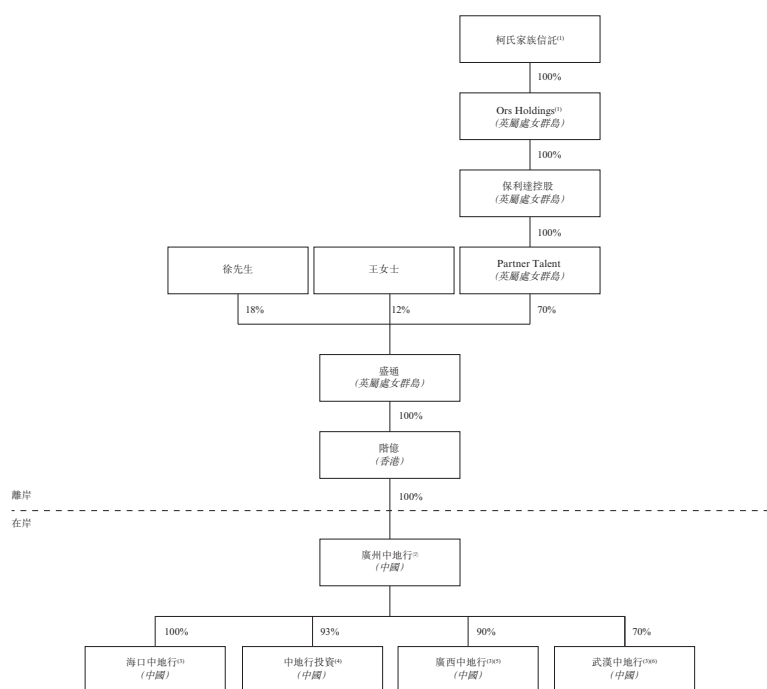 柯氏家族信託(1)
100%
Ors Holdings(1)
(英屬處女群島)
100%
保利達控股
(英屬處女群島)
100%
徐先生
王女士
Partner Talent
(英屬處女群島)
18%
12%
70%
盛通
(英屬處女群島)
100%
階億
(香港)
離岸
100%
在岸
廣州中地行(2)
(中國)
100%
93%
90%
70%
海口中地行(3)
(中國)
中地行投資(4)
(中國)
廣西中地行(3)(5)
(中國)
武漢中地行(3)(6)
(中國)